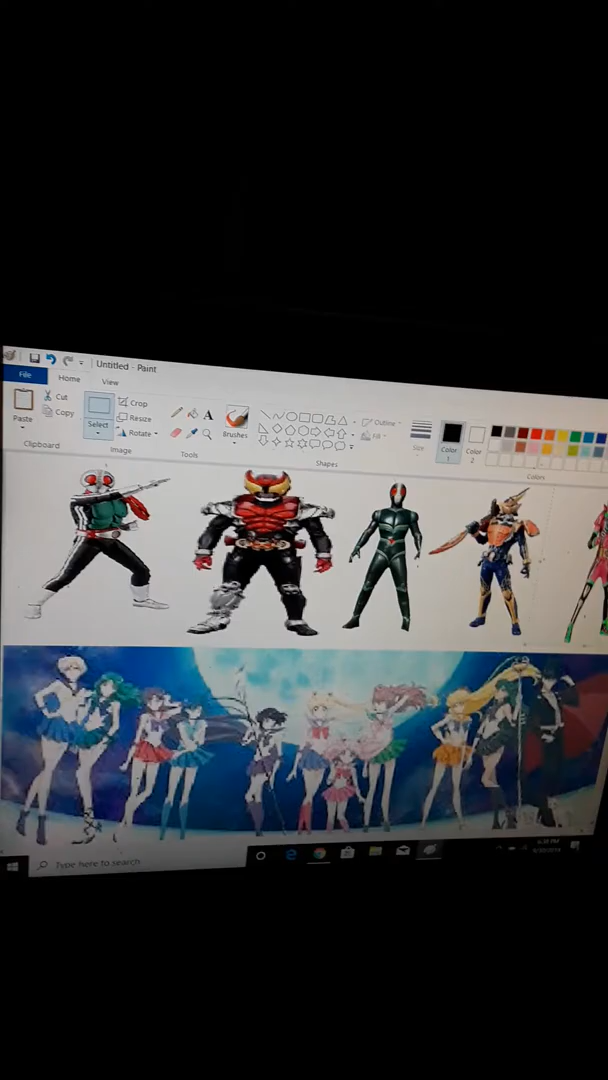 Untitled - Paint
File
Home
View
Paste
Cut
Copy
Clipboard
Select
Crop
Resize
Rotate
Image
A
Tools
Brushes
Shapes
Outline
Fill
Size
Color
1
Color
2
Colors
Type here to search